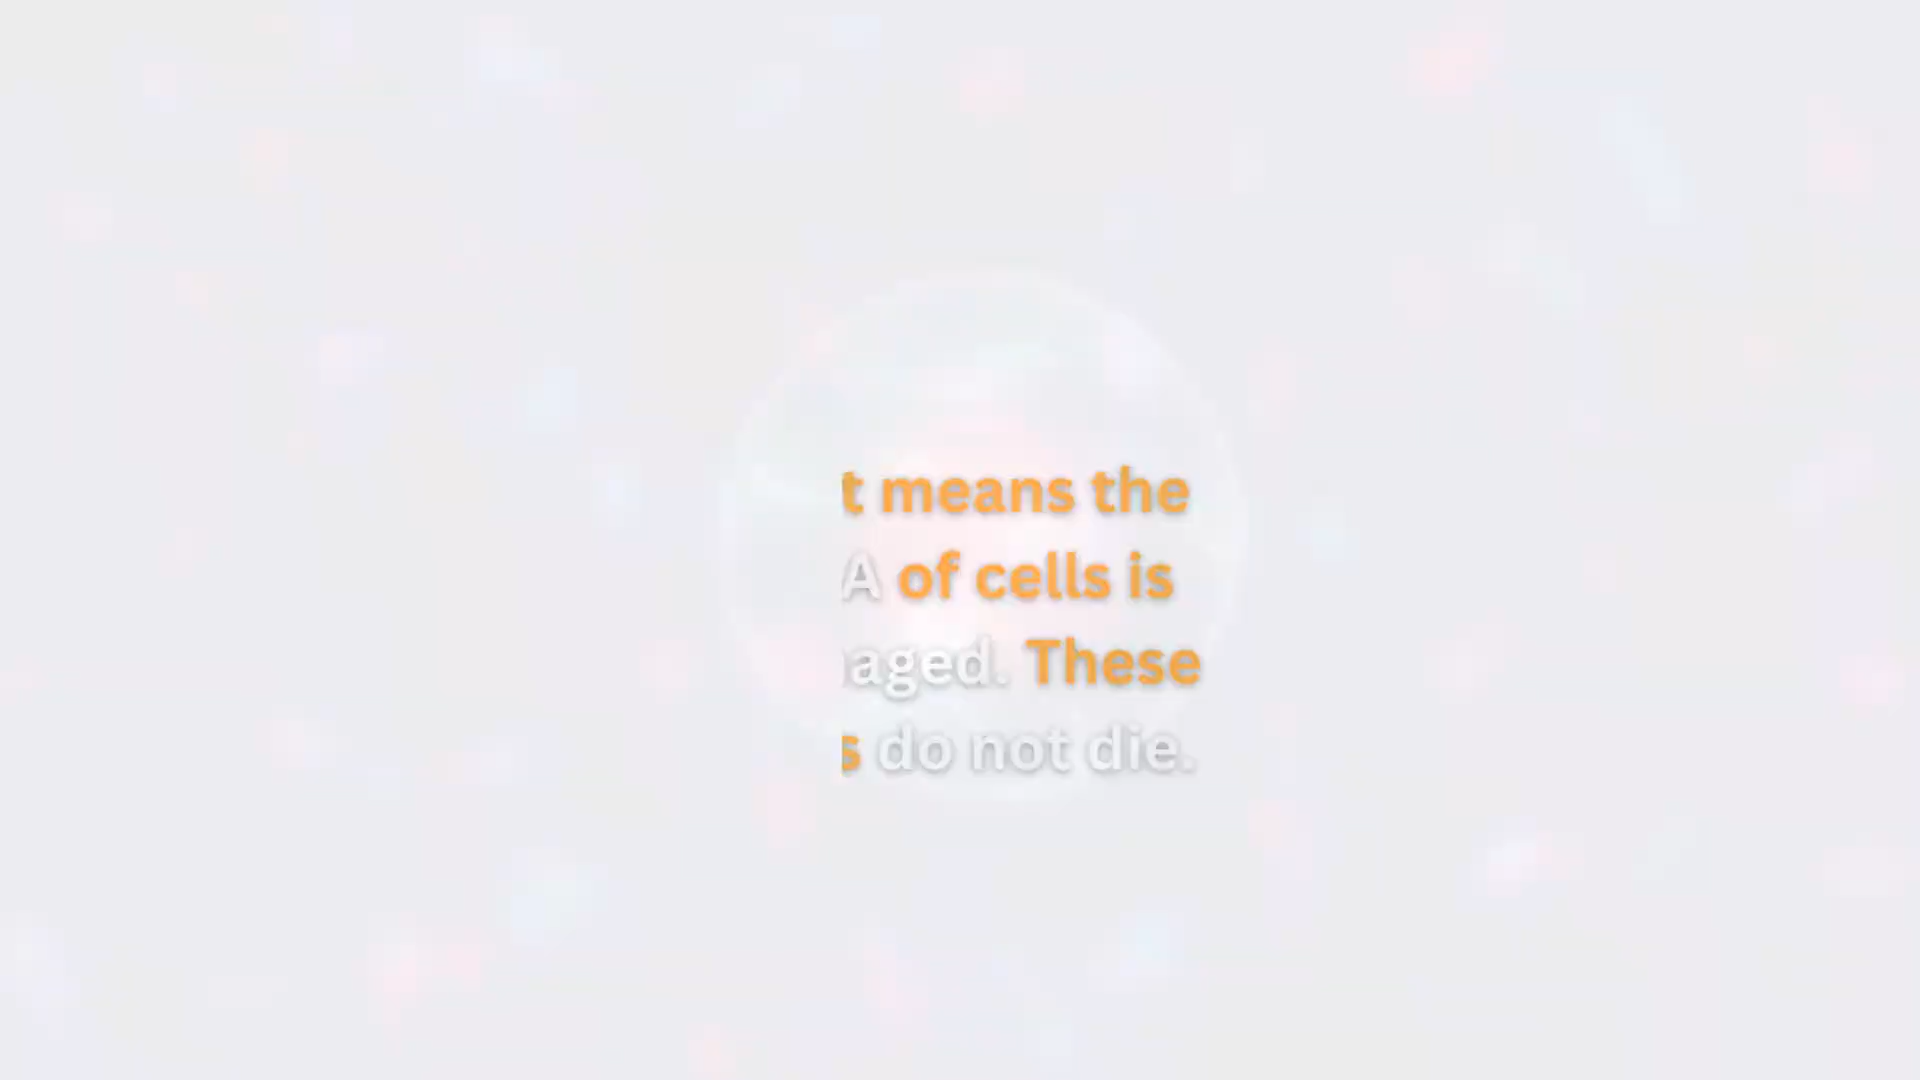 t means the
A of cells is
aged. These
s do not die.